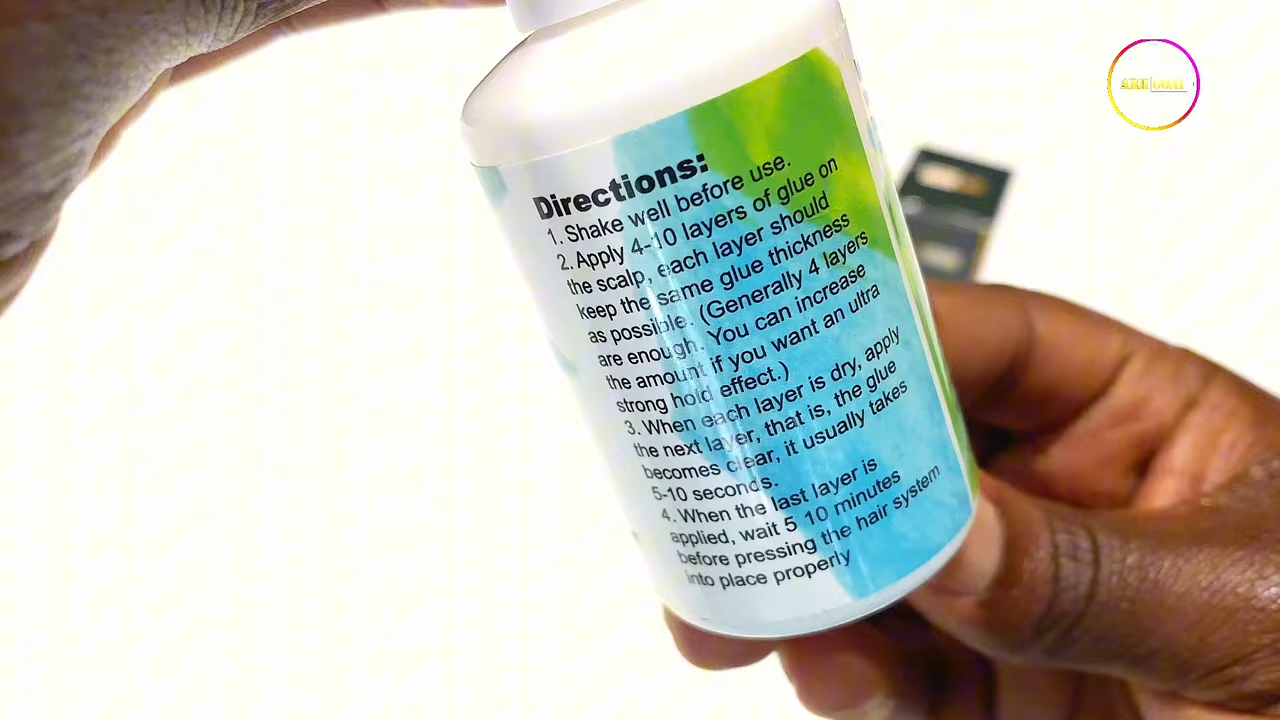 Directions:
1. Shake well before use.
2. Apply 4-10 layers of glue on
the scalp, each layer should
keep the same glue thickness
as possible. (Generally 4 layers
are enough. You can increase
the amount if you want an ultra
strong hold effect.)
3. When each layer is dry, apply
the next layer, that is, the glue
becomes clear, it usually takes
5-10 seconds.
4. When the last layer is
applied, wait 5 10 minutes
before pressing the hair system
into place properly